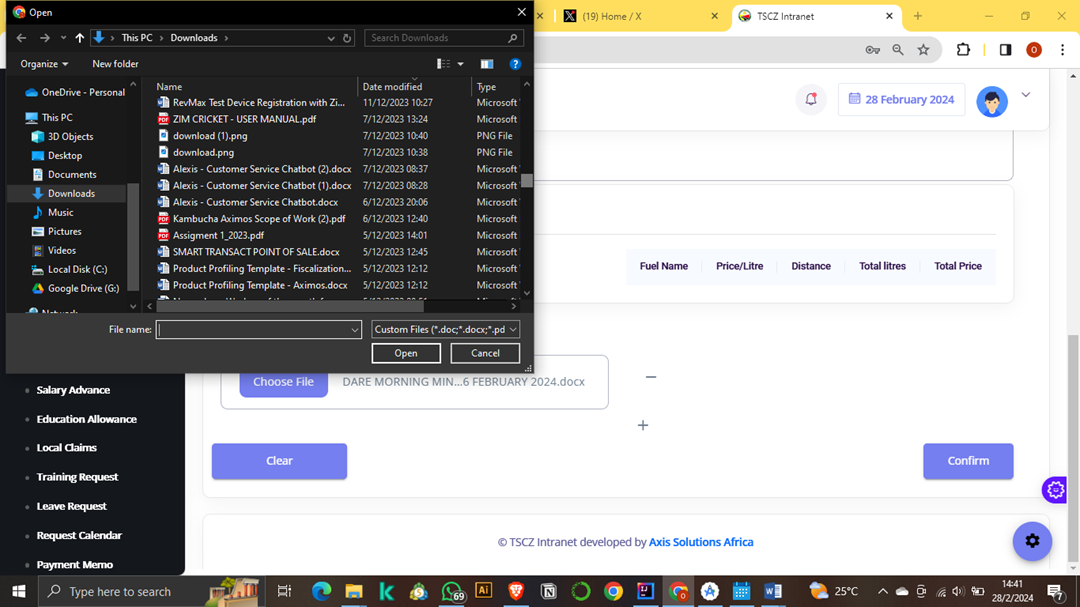 Open
(19) Home / X
TSCZ Intranet
This PC
Downloads
Search Downloads
Organize
New folder
OneDrive - Personal
This PC
3D Objects
Desktop
Documents
Downloads
Music
Pictures
Videos
Local Disk (C:)
Google Drive (G:)
Network
Name Date modified Type
RevMax Test Device Registration with Zi... 11/12/2023 10:27 Microsoft
ZIM CRICKET - USER MANUAL.pdf 7/12/2023 13:24 Microsoft
download (1).png 7/12/2023 10:40 PNG File
download.png 7/12/2023 10:38 PNG File
Alexis - Customer Service Chatbot (2).docx 7/12/2023 08:37 Microsoft
Alexis - Customer Service Chatbot (1).docx 7/12/2023 08:28 Microsoft
Alexis - Customer Service Chatbot.docx 6/12/2023 20:06 Microsoft
Kambucha Aximos Scope of Work (2).pdf 6/12/2023 12:40 Microsoft
Assigment 1_2023.pdf 5/12/2023 14:01 Microsoft
SMART TRANSACT POINT OF SALE.docx 5/12/2023 12:45 Microsoft
Product Profiling Template - Fiscalization... 5/12/2023 12:12 Microsoft
Product Profiling Template - Aximos.docx 5/12/2023 12:12 Microsoft
File name:
Custom Files (*.doc;*.docx;*.pd
Open
Cancel
O
28 February 2024
Fuel Name Price/Litre Distance Total litres Total Price
Choose File DARE MORNING MIN...6 FEBRUARY 2024.docx
Clear
Confirm
Salary Advance
Education Allowance
Local Claims
Training Request
Leave Request
Request Calendar
Payment Memo
© TSCZ Intranet developed by Axis Solutions Africa
Type here to search
69
Ai
25°C
14:41
28/2/2024
7